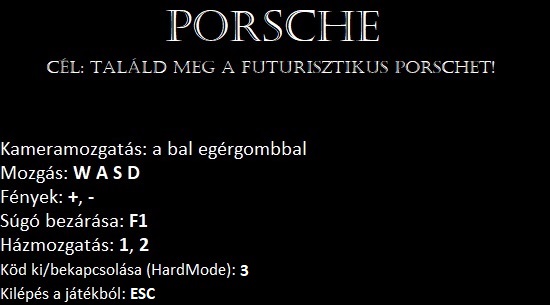 PORSCHE
CÉL: TALÁLD MEG A FUTURISZTIKUS PORSCHET!
Kameramozgatás: a bal egérgombbal
Mozgás: W A S D
Fények: +, -
Súgó bezárása: F1
Házmozgatás: 1, 2
Köd ki/bekapcsolása (HardMode): 3
Kilépés a játékból: ESC